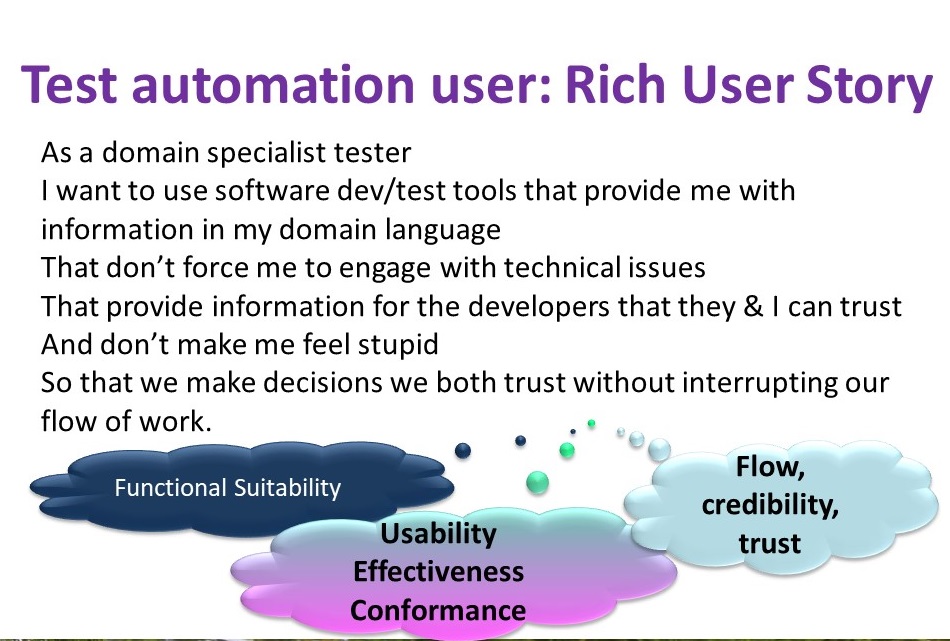 Test automation user: Rich User Story
As a domain specialist tester
I want to use software dev/test tools that provide me with
information in my domain language
That don’t force me to engage with technical issues
That provide information for the developers that they & I can trust
And don’t make me feel stupid
So that we make decisions we both trust without interrupting our
flow of work.
Functional Suitability
Usability
Effectiveness
Conformance
Flow,
credibility,
trust